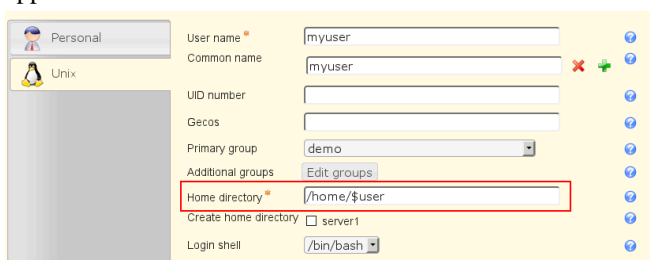 Personal
Unix
User name *
myuser
Common name
myuser
UID number
Gecos
Primary group
demo
Additional groups
Edit groups
Home directory *
/home/$user
Create home directory
server1
Login shell
/bin/bash